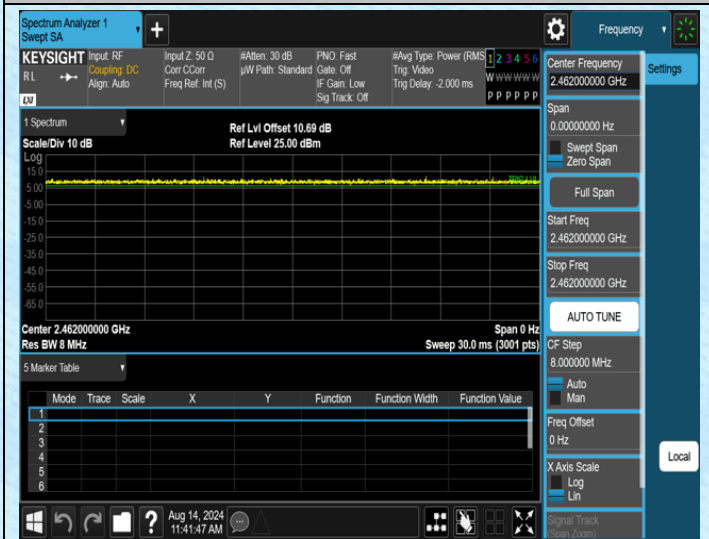 Spectrum Analyzer 1
Swept SA
Frequency
KEYSIGHT
Input: RF
Input Z: 50 Ω
#Atten: 30 dB
PNO: Fast
#Avg Type: Power (RMS
1 2 3 4 5 6
R L
Coupling: DC
Corr CCorr
µW Path: Standard
Gate: Off
Trig: Video
W W W W W W
Align: Auto
Freq Ref: Int (S)
IF Gain: Low
Trig Delay: -2.000 ms
P P P P P P
Sig Track: Off
LXI
1 Spectrum
Ref Lvl Offset 10.69 dB
Scale/Div 10 dB
Ref Level 25.00 dBm
Log
15.0
5.00
-5.00
-15.0
-25.0
-35.0
-45.0
-55.0
-65.0
Center 2.462000000 GHz
Span 0 Hz
Res BW 8 MHz
Sweep 30.0 ms (3001 pts)
5 Marker Table
Mode Trace Scale X Y Function Function Width Function Value
1
2
3
4
5
6
Aug 14, 2024
11:41:47 AM
?
Center Frequency
2.462000000 GHz
Settings
Span
0.00000000 Hz
Swept Span
Zero Span
Full Span
Start Freq
2.462000000 GHz
Stop Freq
2.462000000 GHz
AUTO TUNE
CF Step
8.000000 MHz
Auto
Man
Freq Offset
0 Hz
X Axis Scale
Log
Lin
Local
Signal Track
(Span Zoom)